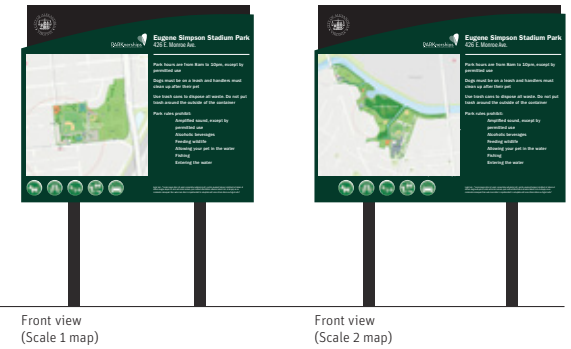 PARKnerships
Eugene Simpson Stadium Park
426 E. Monroe Ave.
Park hours are from 8am to 10pm, except by
permitted use
Dogs must be on a leash and handlers must
clean up after their pet
Use trash cans to dispose all waste. Do not put
trash around the outside of the container
Park rules prohibit:
Amplified sound, except by
permitted use
Alcoholic beverages
Feeding wildlife
Allowing your pet in the water
Fishing
Entering the water
Front view
(Scale 1 map)
PARKnerships
Eugene Simpson Stadium Park
426 E. Monroe Ave.
Park hours are from 8am to 10pm, except by
permitted use
Dogs must be on a leash and handlers must
clean up after their pet
Use trash cans to dispose all waste. Do not put
trash around the outside of the container
Park rules prohibit:
Amplified sound, except by
permitted use
Alcoholic beverages
Feeding wildlife
Allowing your pet in the water
Fishing
Entering the water
Front view
(Scale 2 map)